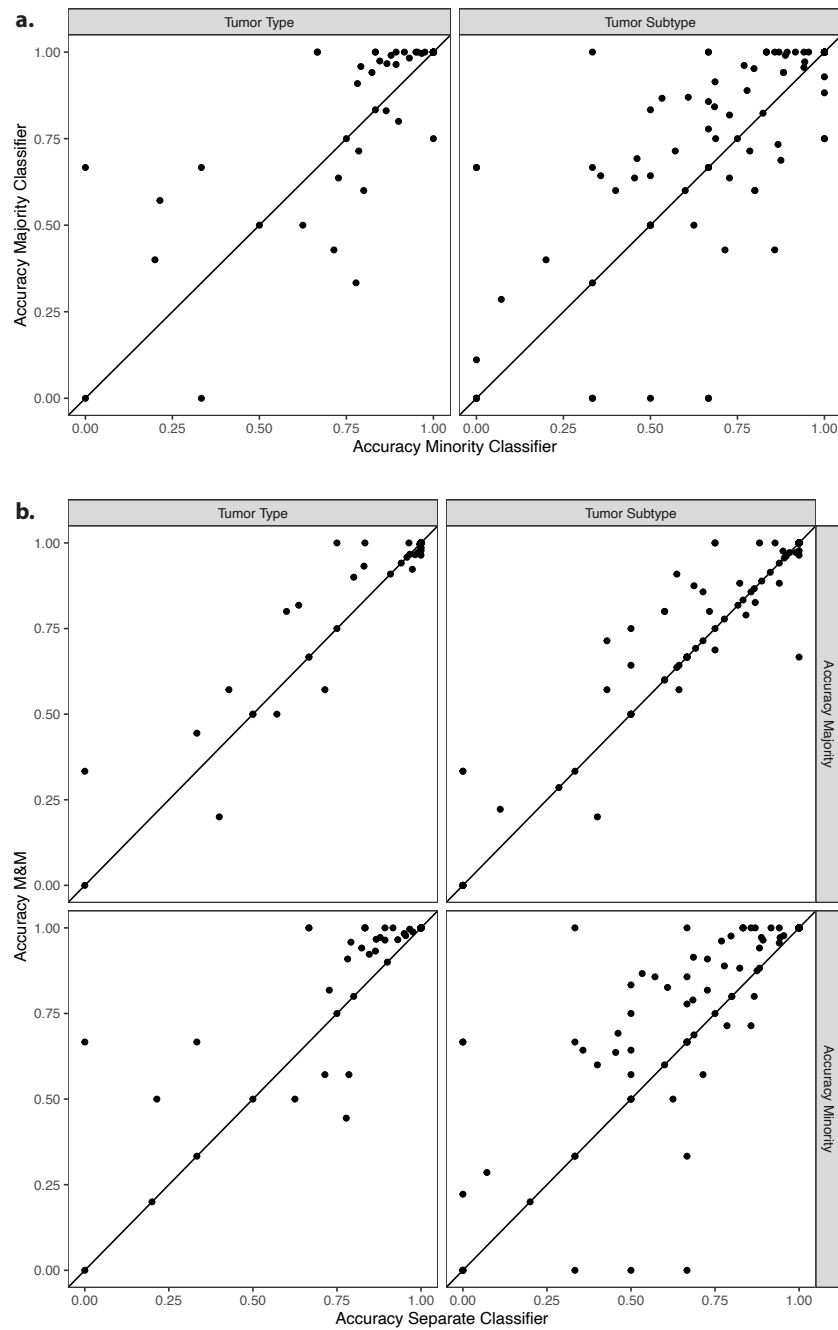 a.
Tumor Type
Tumor Subtype
Accuracy Majority Classifier
1.00
0.75
0.50
0.25
0.00
0.00 0.25 0.50 0.75 1.00
0.00 0.25 0.50 0.75 1.00
Accuracy Minority Classifier
b.
Tumor Type
Tumor Subtype
Accuracy M&M
1.00
0.75
0.50
0.25
0.00
Accuracy Majority
1.00
0.75
0.50
0.25
0.00
Accuracy Minority
0.00 0.25 0.50 0.75 1.00
0.00 0.25 0.50 0.75 1.00
Accuracy Separate Classifier